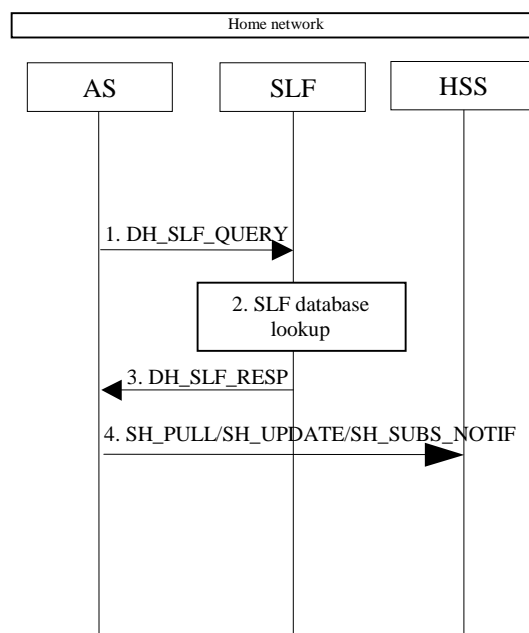 Home network
AS
SLF
HSS
1. DH_SLF_QUERY
2. SLF database
lookup
3. DH_SLF_RESP
4. SH_PULL/SH_UPDATE/SH_SUBS_NOTIF